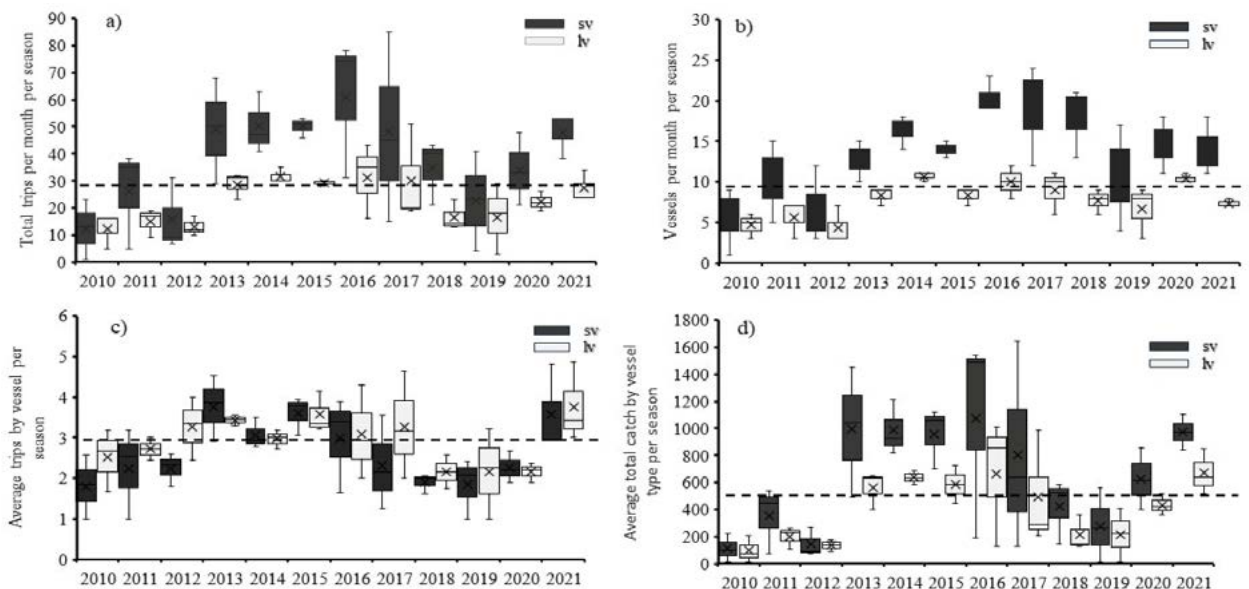 a)
sv
lv
Total trips per month per season
90
80
70
60
50
40
30
20
10
0
2010 2011 2012 2013 2014 2015 2016 2017 2018 2019 2020 2021
b)
sv
lv
Vessels per month per season
30
25
20
15
10
5
0
2010 2011 2012 2013 2014 2015 2016 2017 2018 2019 2020 2021
c)
sv
lv
Average trips by vessel per
season
6
5
4
3
2
1
0
2010 2011 2012 2013 2014 2015 2016 2017 2018 2019 2020 2021
d)
sv
lv
Average total catch by vessel
type per season
1800
1600
1400
1200
1000
800
600
400
200
0
2010 2011 2012 2013 2014 2015 2016 2017 2018 2019 2020 2021